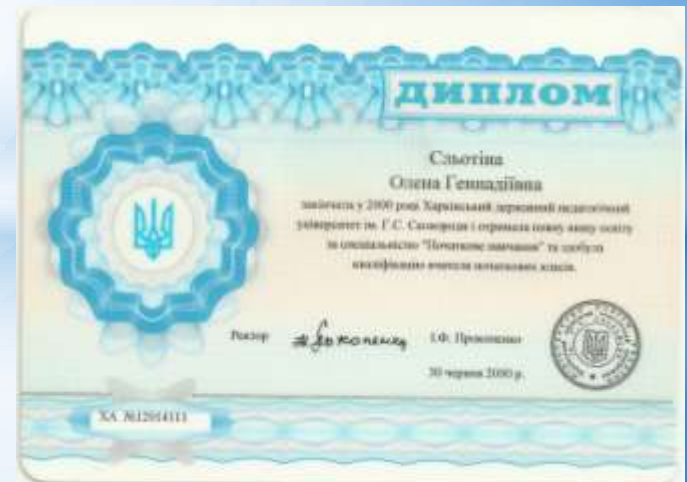 ДИПЛОМ
Сльотіна
Олена Геннадіївна
закінчила у 2000 році Харківський державний педагогічний
університет ім. Г.С. Сковороди і отримала повну вищу освіту
за спеціальністю "Початкове навчання" та здобула
кваліфікацію вчителя початкових класів.
Ректор І.Ф. Прокопенко
30 червня 2000 р.
ХА №12014111